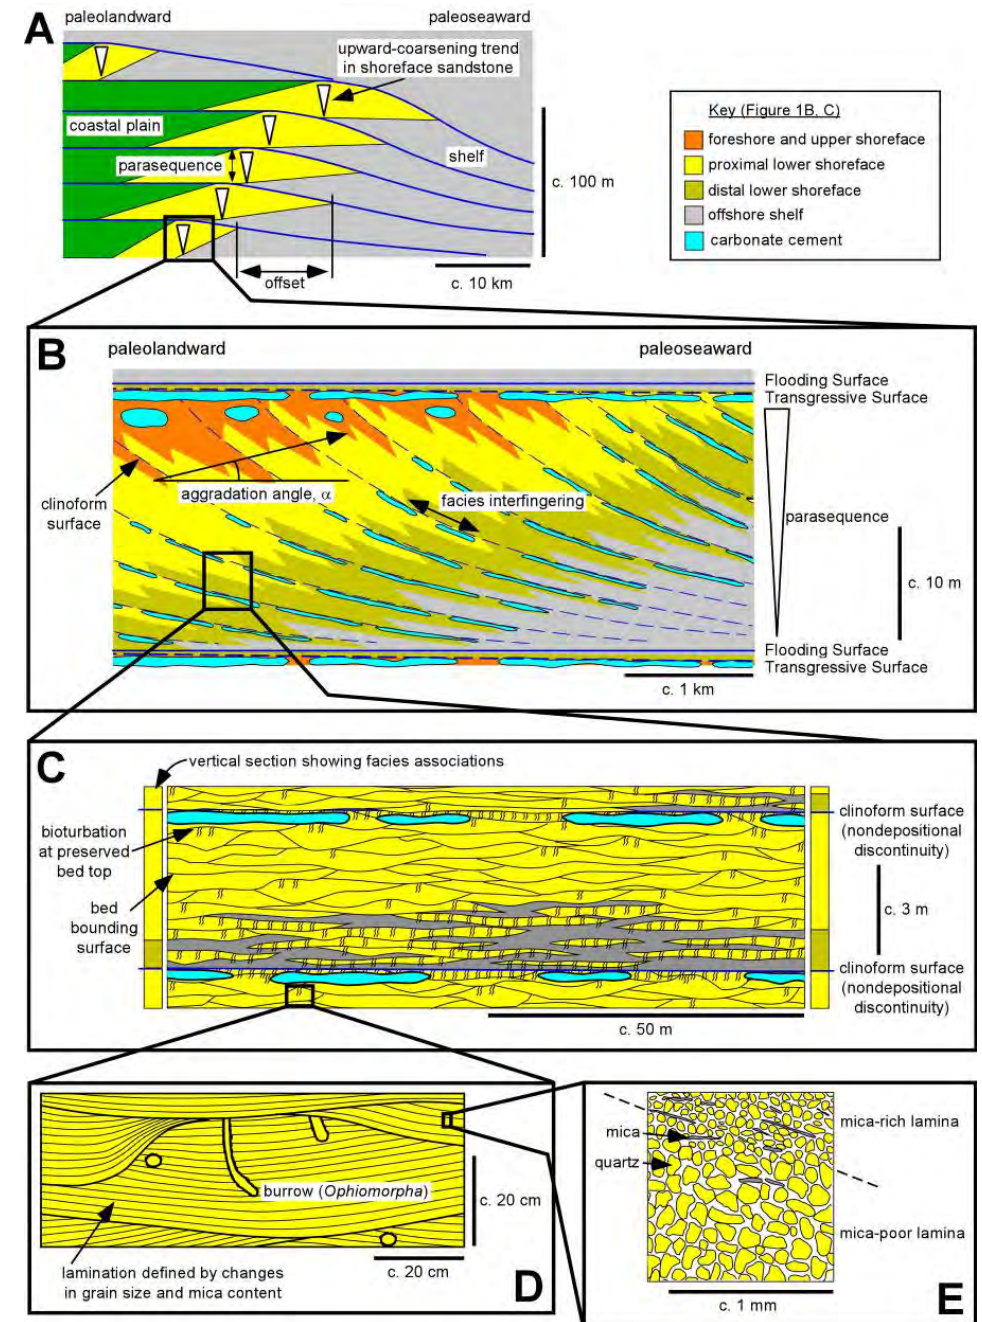 A
paleolandward
paleoseaward
upward-coarsening trend
in shoreface sandstone
coastal plain
parasequence
shelf
c. 100 m
offset
c. 10 km
Key (Figure 1B, C)
foreshore and upper shoreface
proximal lower shoreface
distal lower shoreface
offshore shelf
carbonate cement
B
paleolandward
paleoseaward
Flooding Surface
Transgressive Surface
clinoform
surface
aggradation angle, α
facies interfingering
parasequence
c. 10 m
Flooding Surface
Transgressive Surface
c. 1 km
C
vertical section showing facies associations
bioturbation
at preserved
bed top
bed
bounding
surface
clinoform surface
(nondepositional
discontinuity)
c. 3 m
clinoform surface
(nondepositional
discontinuity)
c. 50 m
burrow (Ophiomorpha)
c. 20 cm
lamination defined by changes
in grain size and mica content
c. 20 cm
D
mica
quartz
mica-rich lamina
mica-poor lamina
c. 1 mm
E